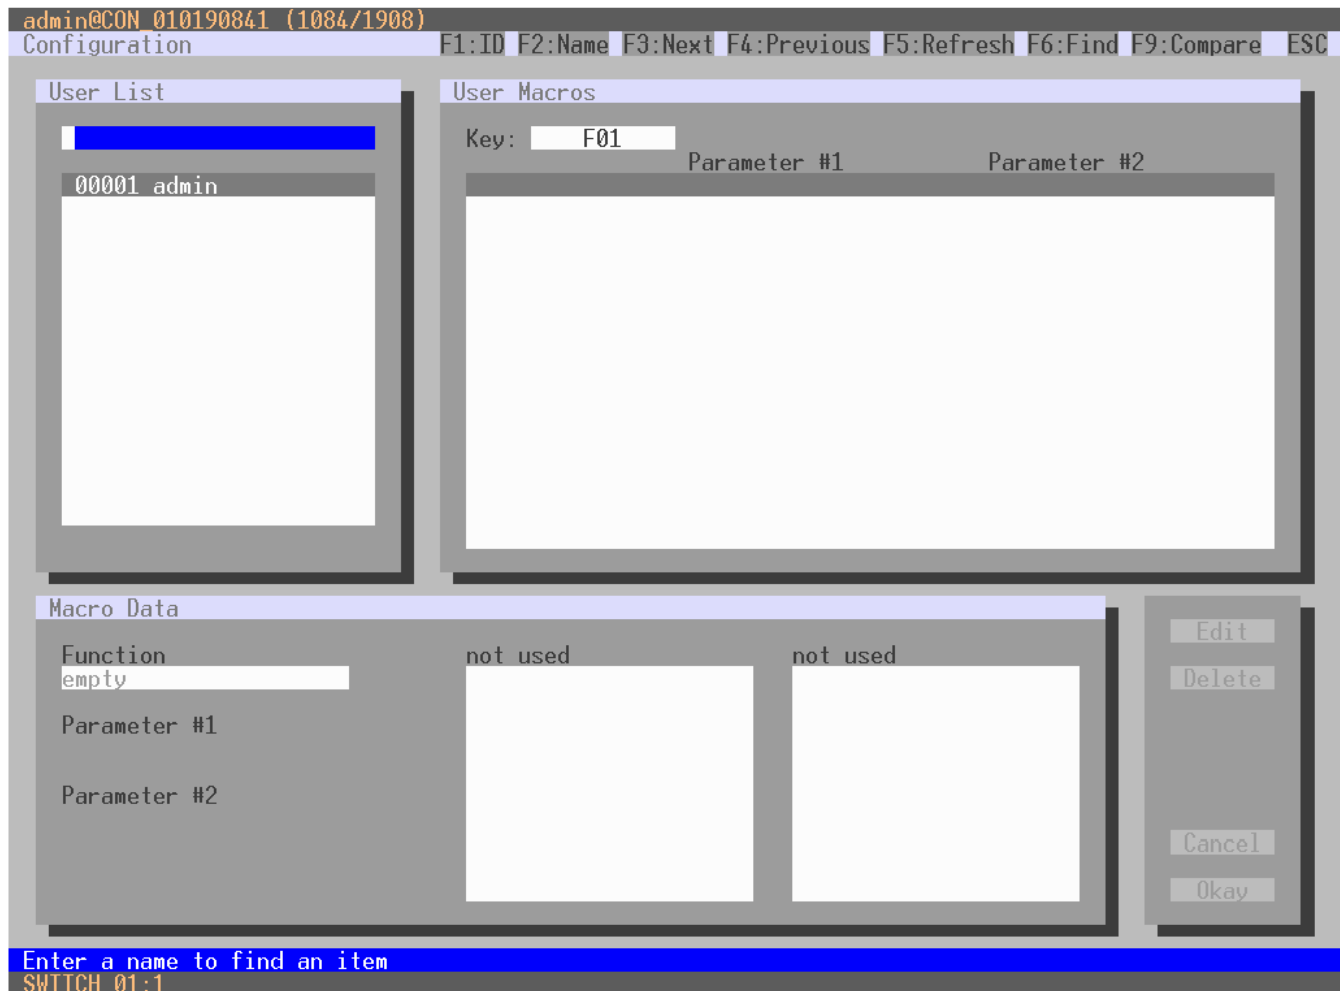 admin@CON_010190841 (1084/1908)
Configuration F1:ID F2:Name F3:Next F4:Previous F5:Refresh F6:Find F9:Compare ESC
User List
00001 admin
User Macros
Key: F01
Parameter #1 Parameter #2
Macro Data
Function
empty
Parameter #1
Parameter #2
not used
not used
Edit
Delete
Cancel
Okay
Enter a name to find an item
SWITCH_01:1